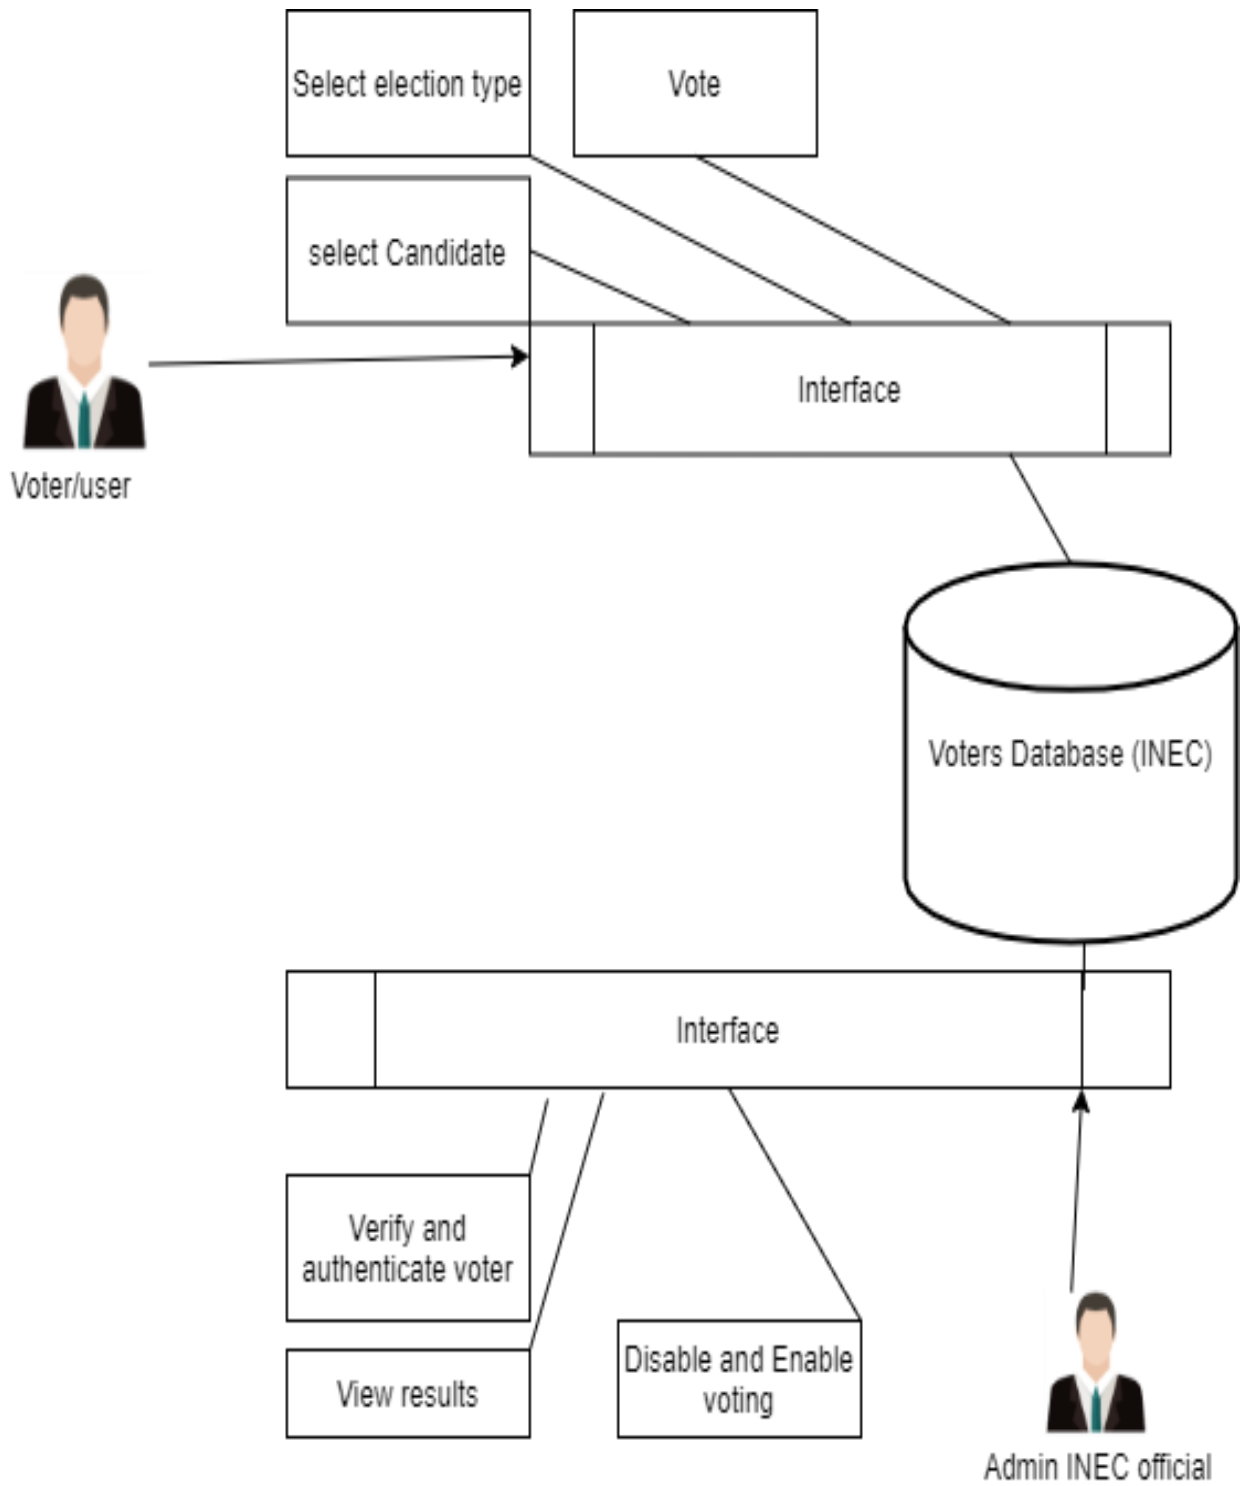 Select election type
Vote
select Candidate
Interface
Voter/user
Voters Database (INEC)
Interface
Verify and
authenticate voter
View results
Disable and Enable
voting
Admin INEC official